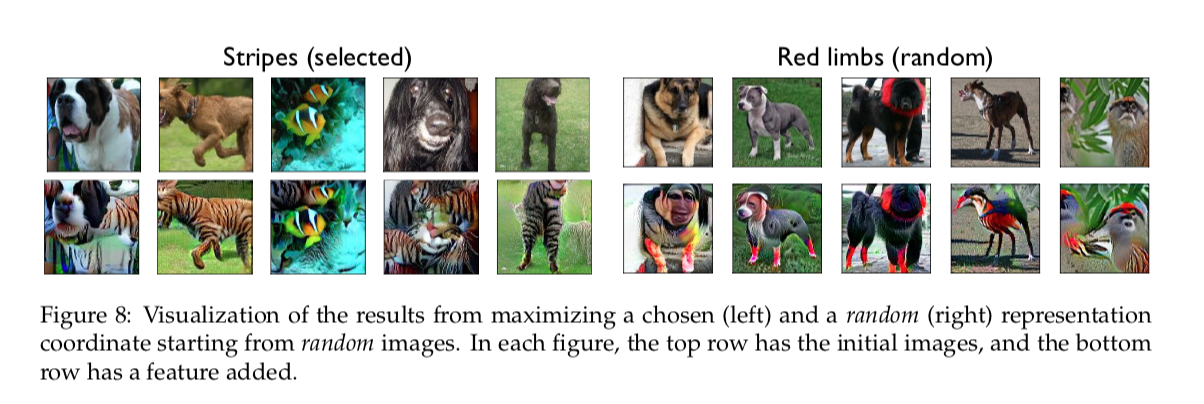 Stripes (selected)
Red limbs (random)
Figure 8: Visualization of the results from maximizing a chosen (left) and a random (right) representation
coordinate starting from random images. In each figure, the top row has the initial images, and the bottom
row has a feature added.